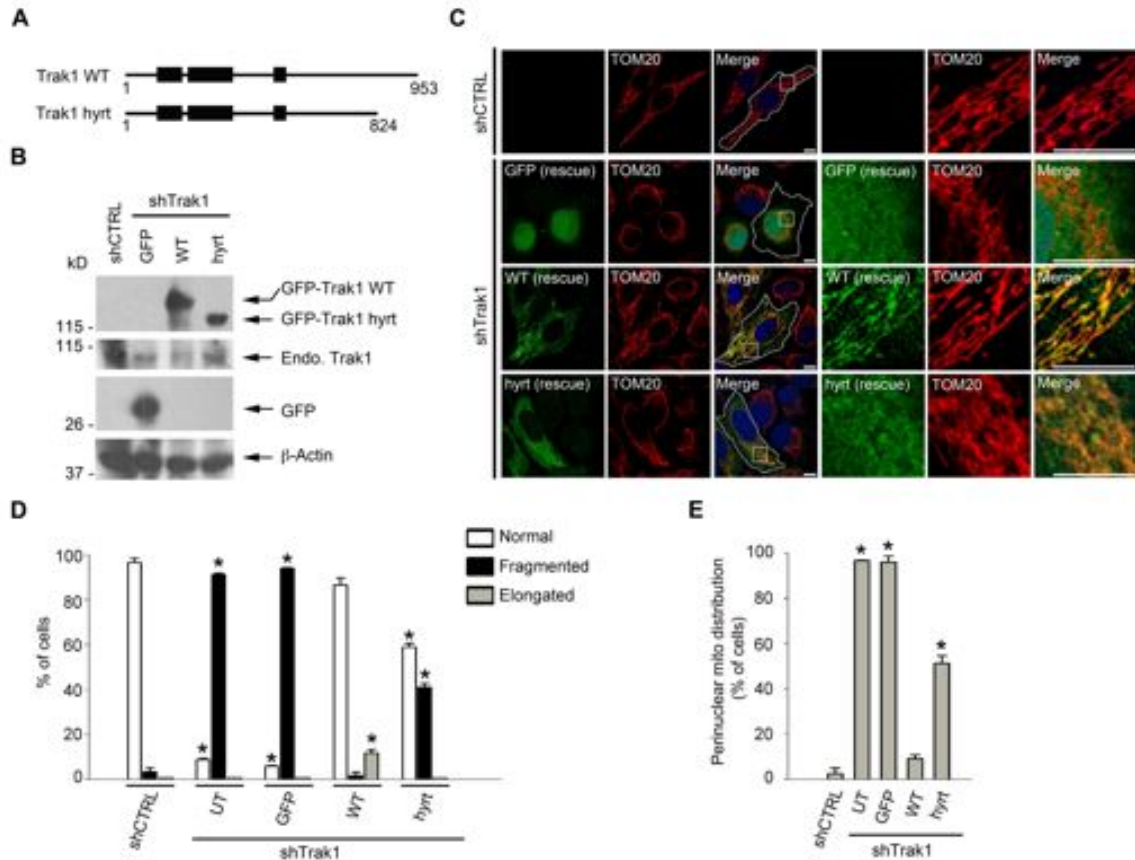 A
Trak1 WT
1
953
Trak1 hyrt
1
824
B
shTrak1
shCTRL
GFP
WT
hyrt
kD
GFP-Trak1 WT
GFP-Trak1 hyrt
115 -
115 -
Endo. Trak1
GFP
26 -
β-Actin
37 -
C
shCTRL
TOM20
Merge
TOM20
Merge
shTrak1
GFP (rescue)
TOM20
Merge
GFP (rescue)
TOM20
Merge
WT (rescue)
TOM20
Merge
WT (rescue)
TOM20
Merge
hyrt (rescue)
TOM20
Merge
hyrt (rescue)
TOM20
Merge
D
Normal
Fragmented
Elongated
% of cells
100
80
60
40
20
0
* * * * * * *
shCTRL
UT
GFP
WT
hyrt
shTrak1
E
Perinuclear mito distribution
(% of cells)
100
80
60
40
20
0
* * *
shCTRL
UT
GFP
WT
hyrt
shTrak1